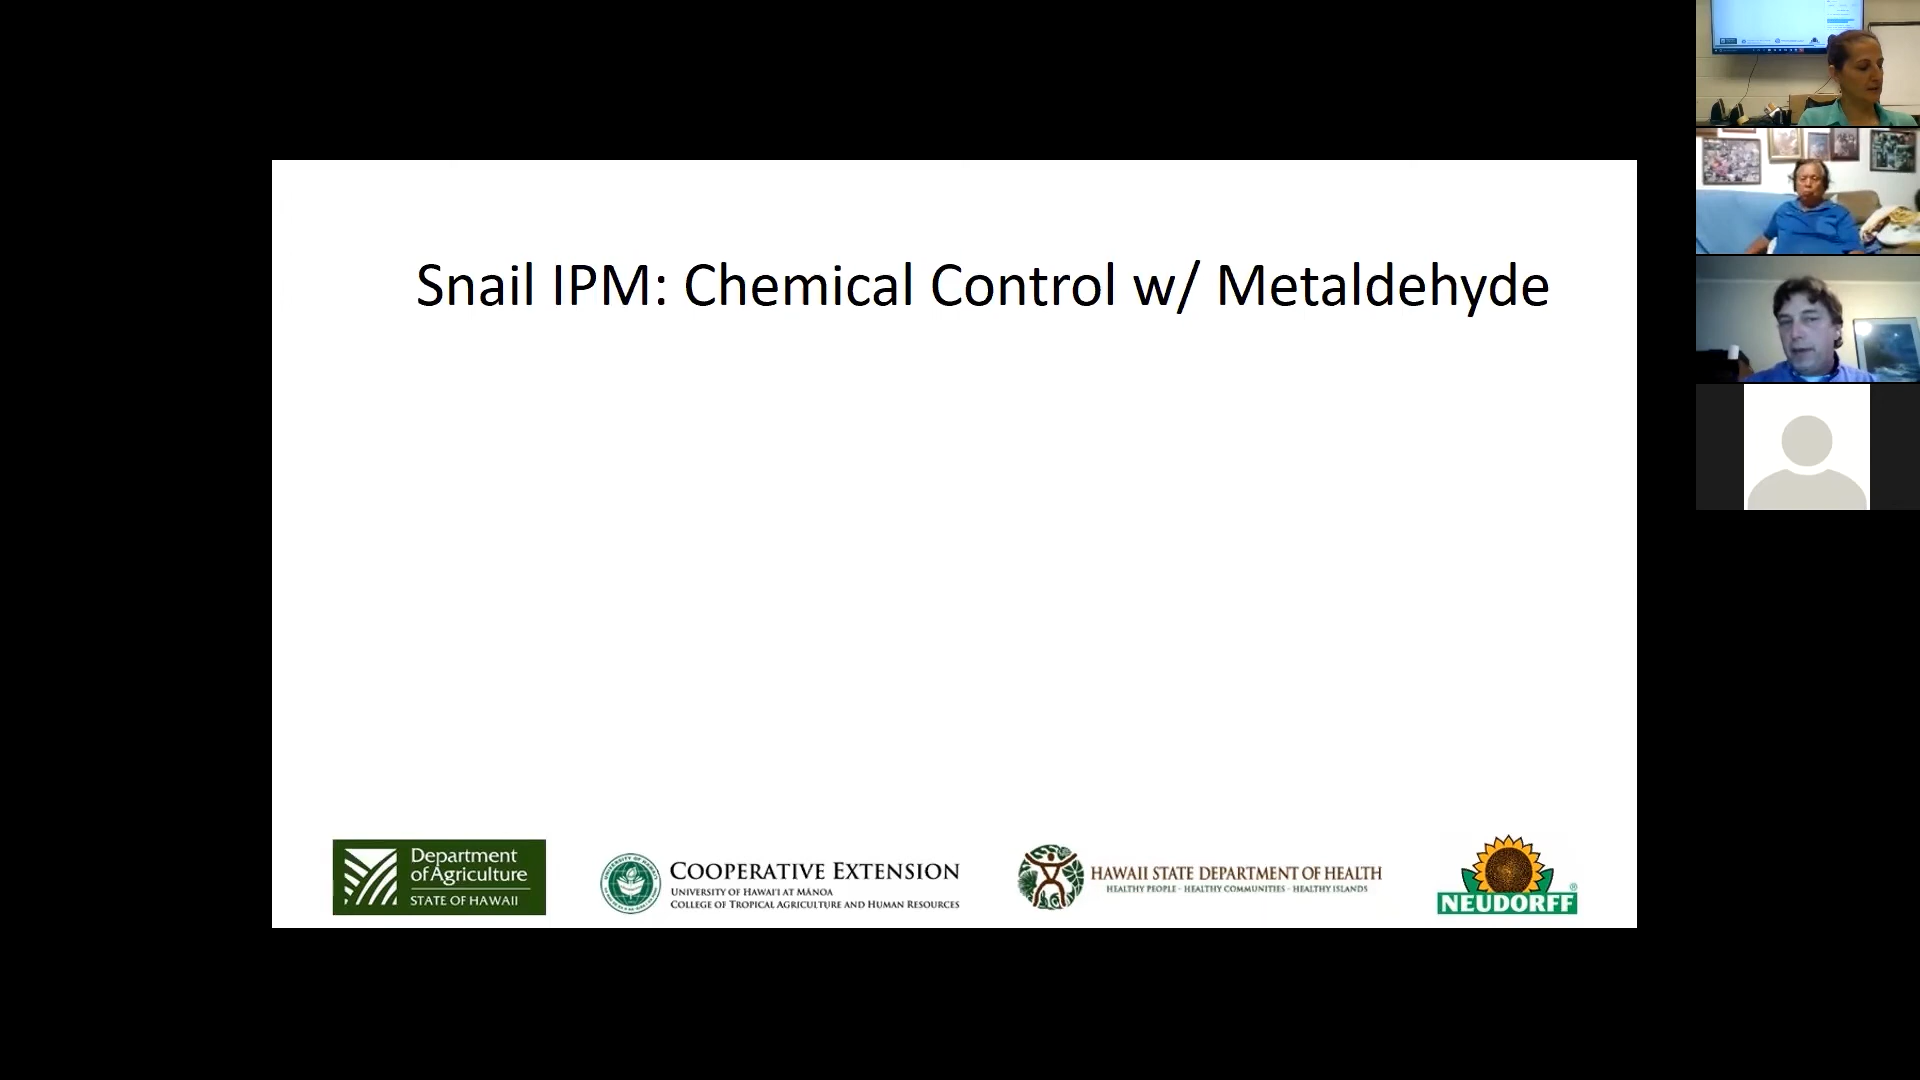 Snail IPM: Chemical Control w/ Metaldehyde
Department
of Agriculture
STATE OF HAWAII
COOPERATIVE EXTENSION
UNIVERSITY OF HAWAI‘I AT MĀNOA
COLLEGE OF TROPICAL AGRICULTURE AND HUMAN RESOURCES
HAWAII STATE DEPARTMENT OF HEALTH
HEALTHY PEOPLE · HEALTHY COMMUNITIES · HEALTHY ISLANDS
NEUDORFF®